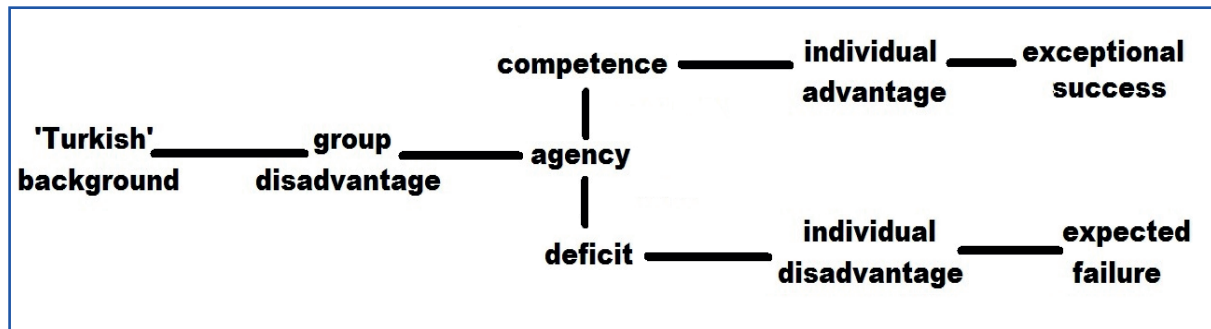 competence
individual
advantage
exceptional
success
'Turkish'
background
group
disadvantage
agency
deficit
individual
disadvantage
expected
failure